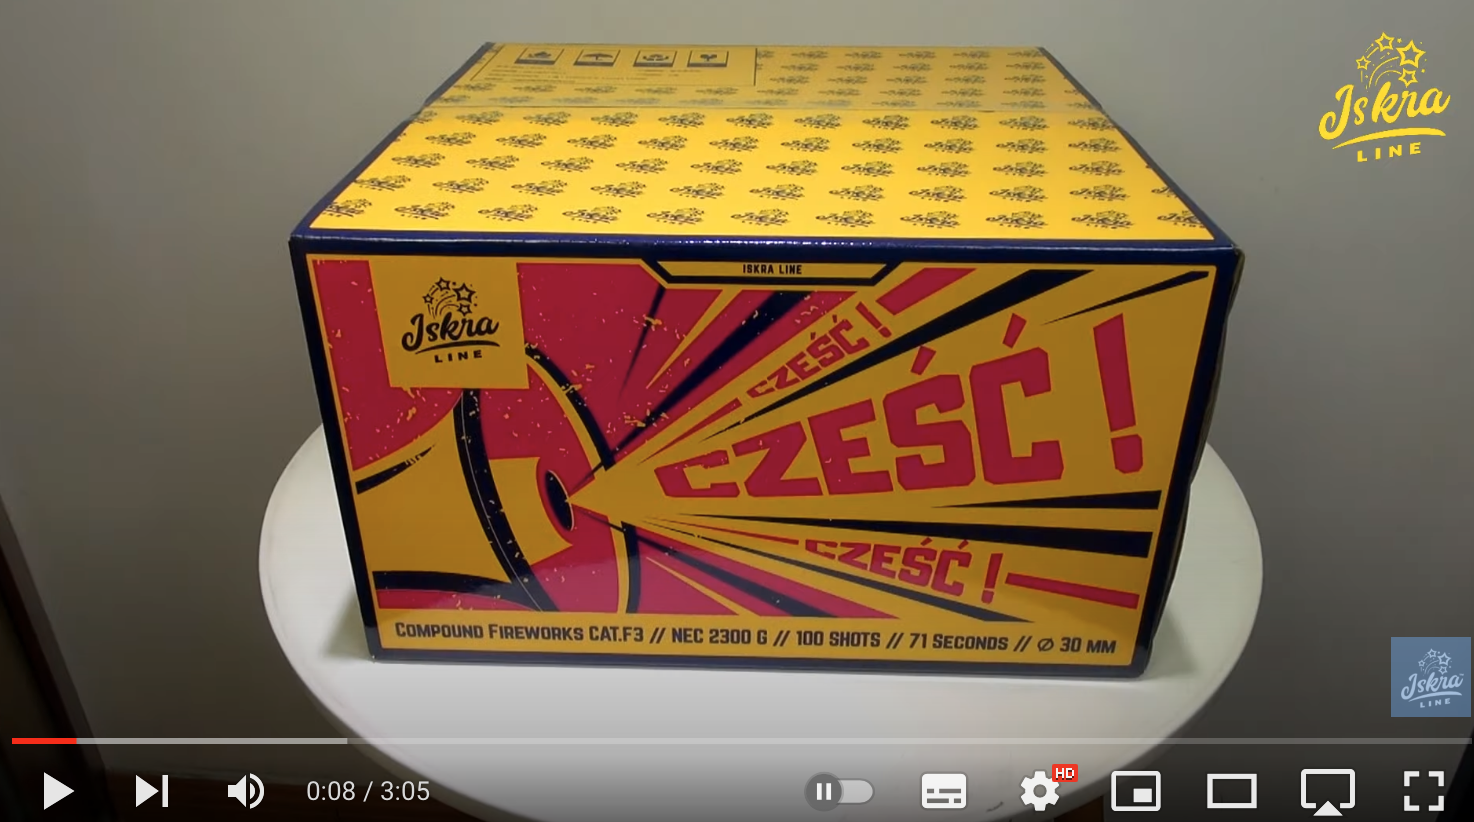 Iskra
LINE
ISKRA LINE
Iskra
LINE
CZEŚĆ!
CZEŚĆ!
CZEŚĆ!
COMPOUND FIREWORKS CAT.F3 // NEC 2300 G // 100 SHOTS // 71 SECONDS // Ø 30 MM
Iskra
LINE
0:08 / 3:05
HD